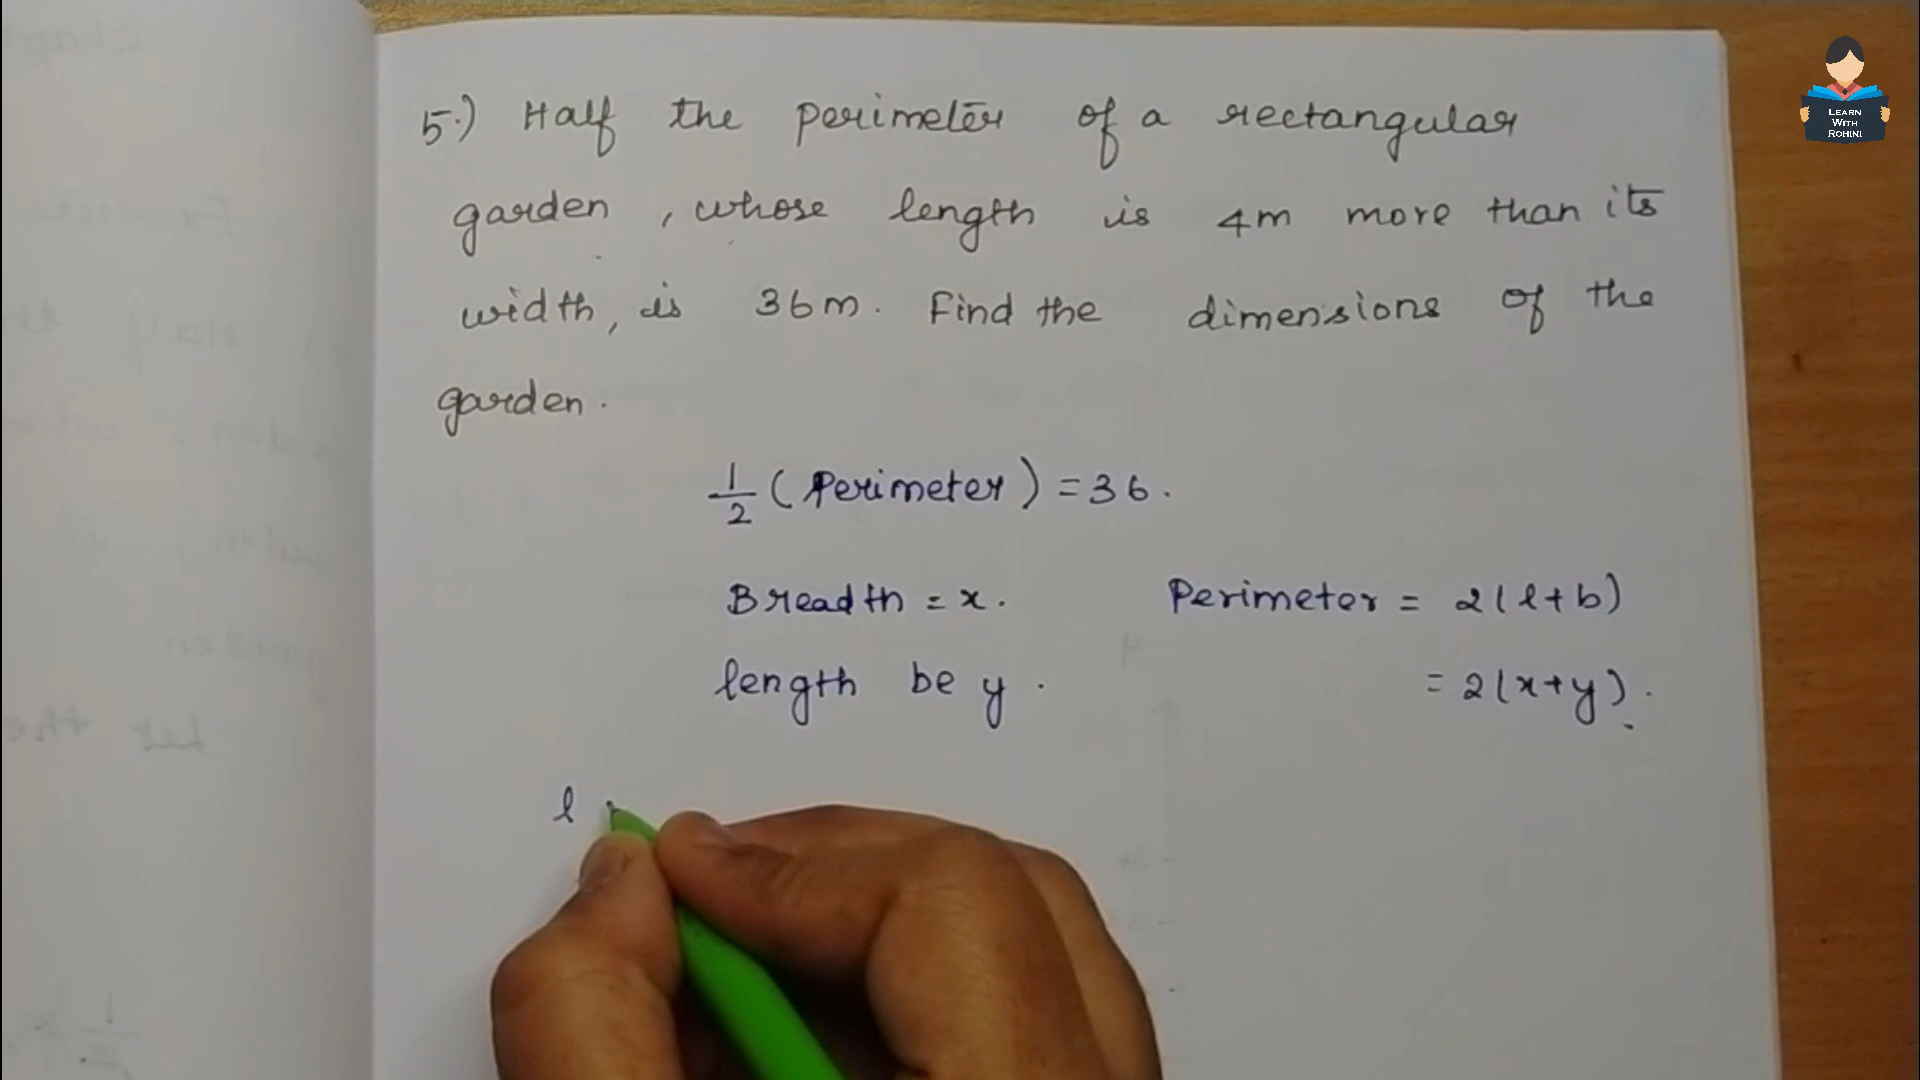 5.) Half the perimeter of a rectangular
garden, whose length is 4m more than its
width, is 36m. Find the dimensions of the
garden.
1/2 (Perimeter) = 36.
Breadth = x. Perimeter = 2(l+b)
length be y. = 2(x+y).
l
LEARN
WITH
ROHINI